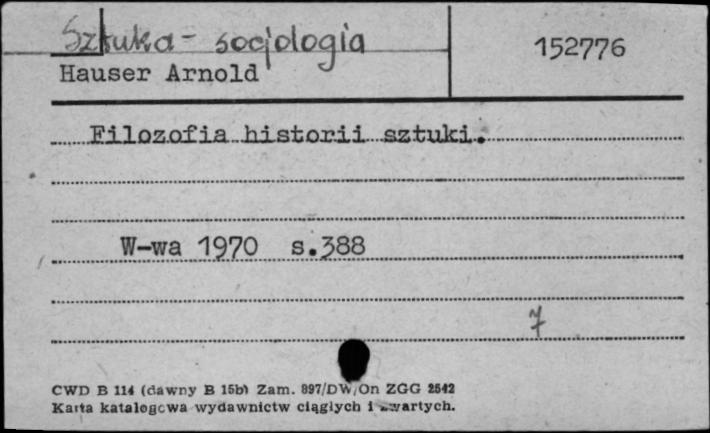 Sztuka - socjologia
152776
Hauser Arnold
Filozofia historii sztuki.
W-wa 1970 s.388
7
CWD B 114 (dawny B 15b) Zam. 897/DW/On ZGG 2542
Karta katalogowa wydawnictw ciągłych i zwartych.